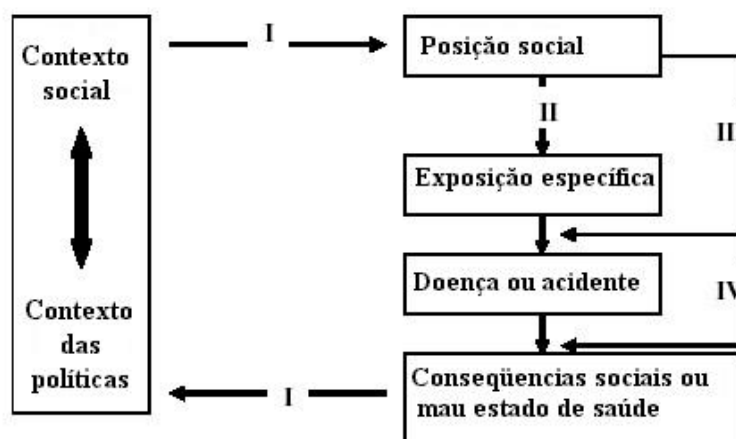 Contexto
social
Contexto
das
políticas
I
I
Posição social
II
Exposição específica
III
Doença ou acidente
IV
Conseqüencias sociais ou
mau estado de saúde